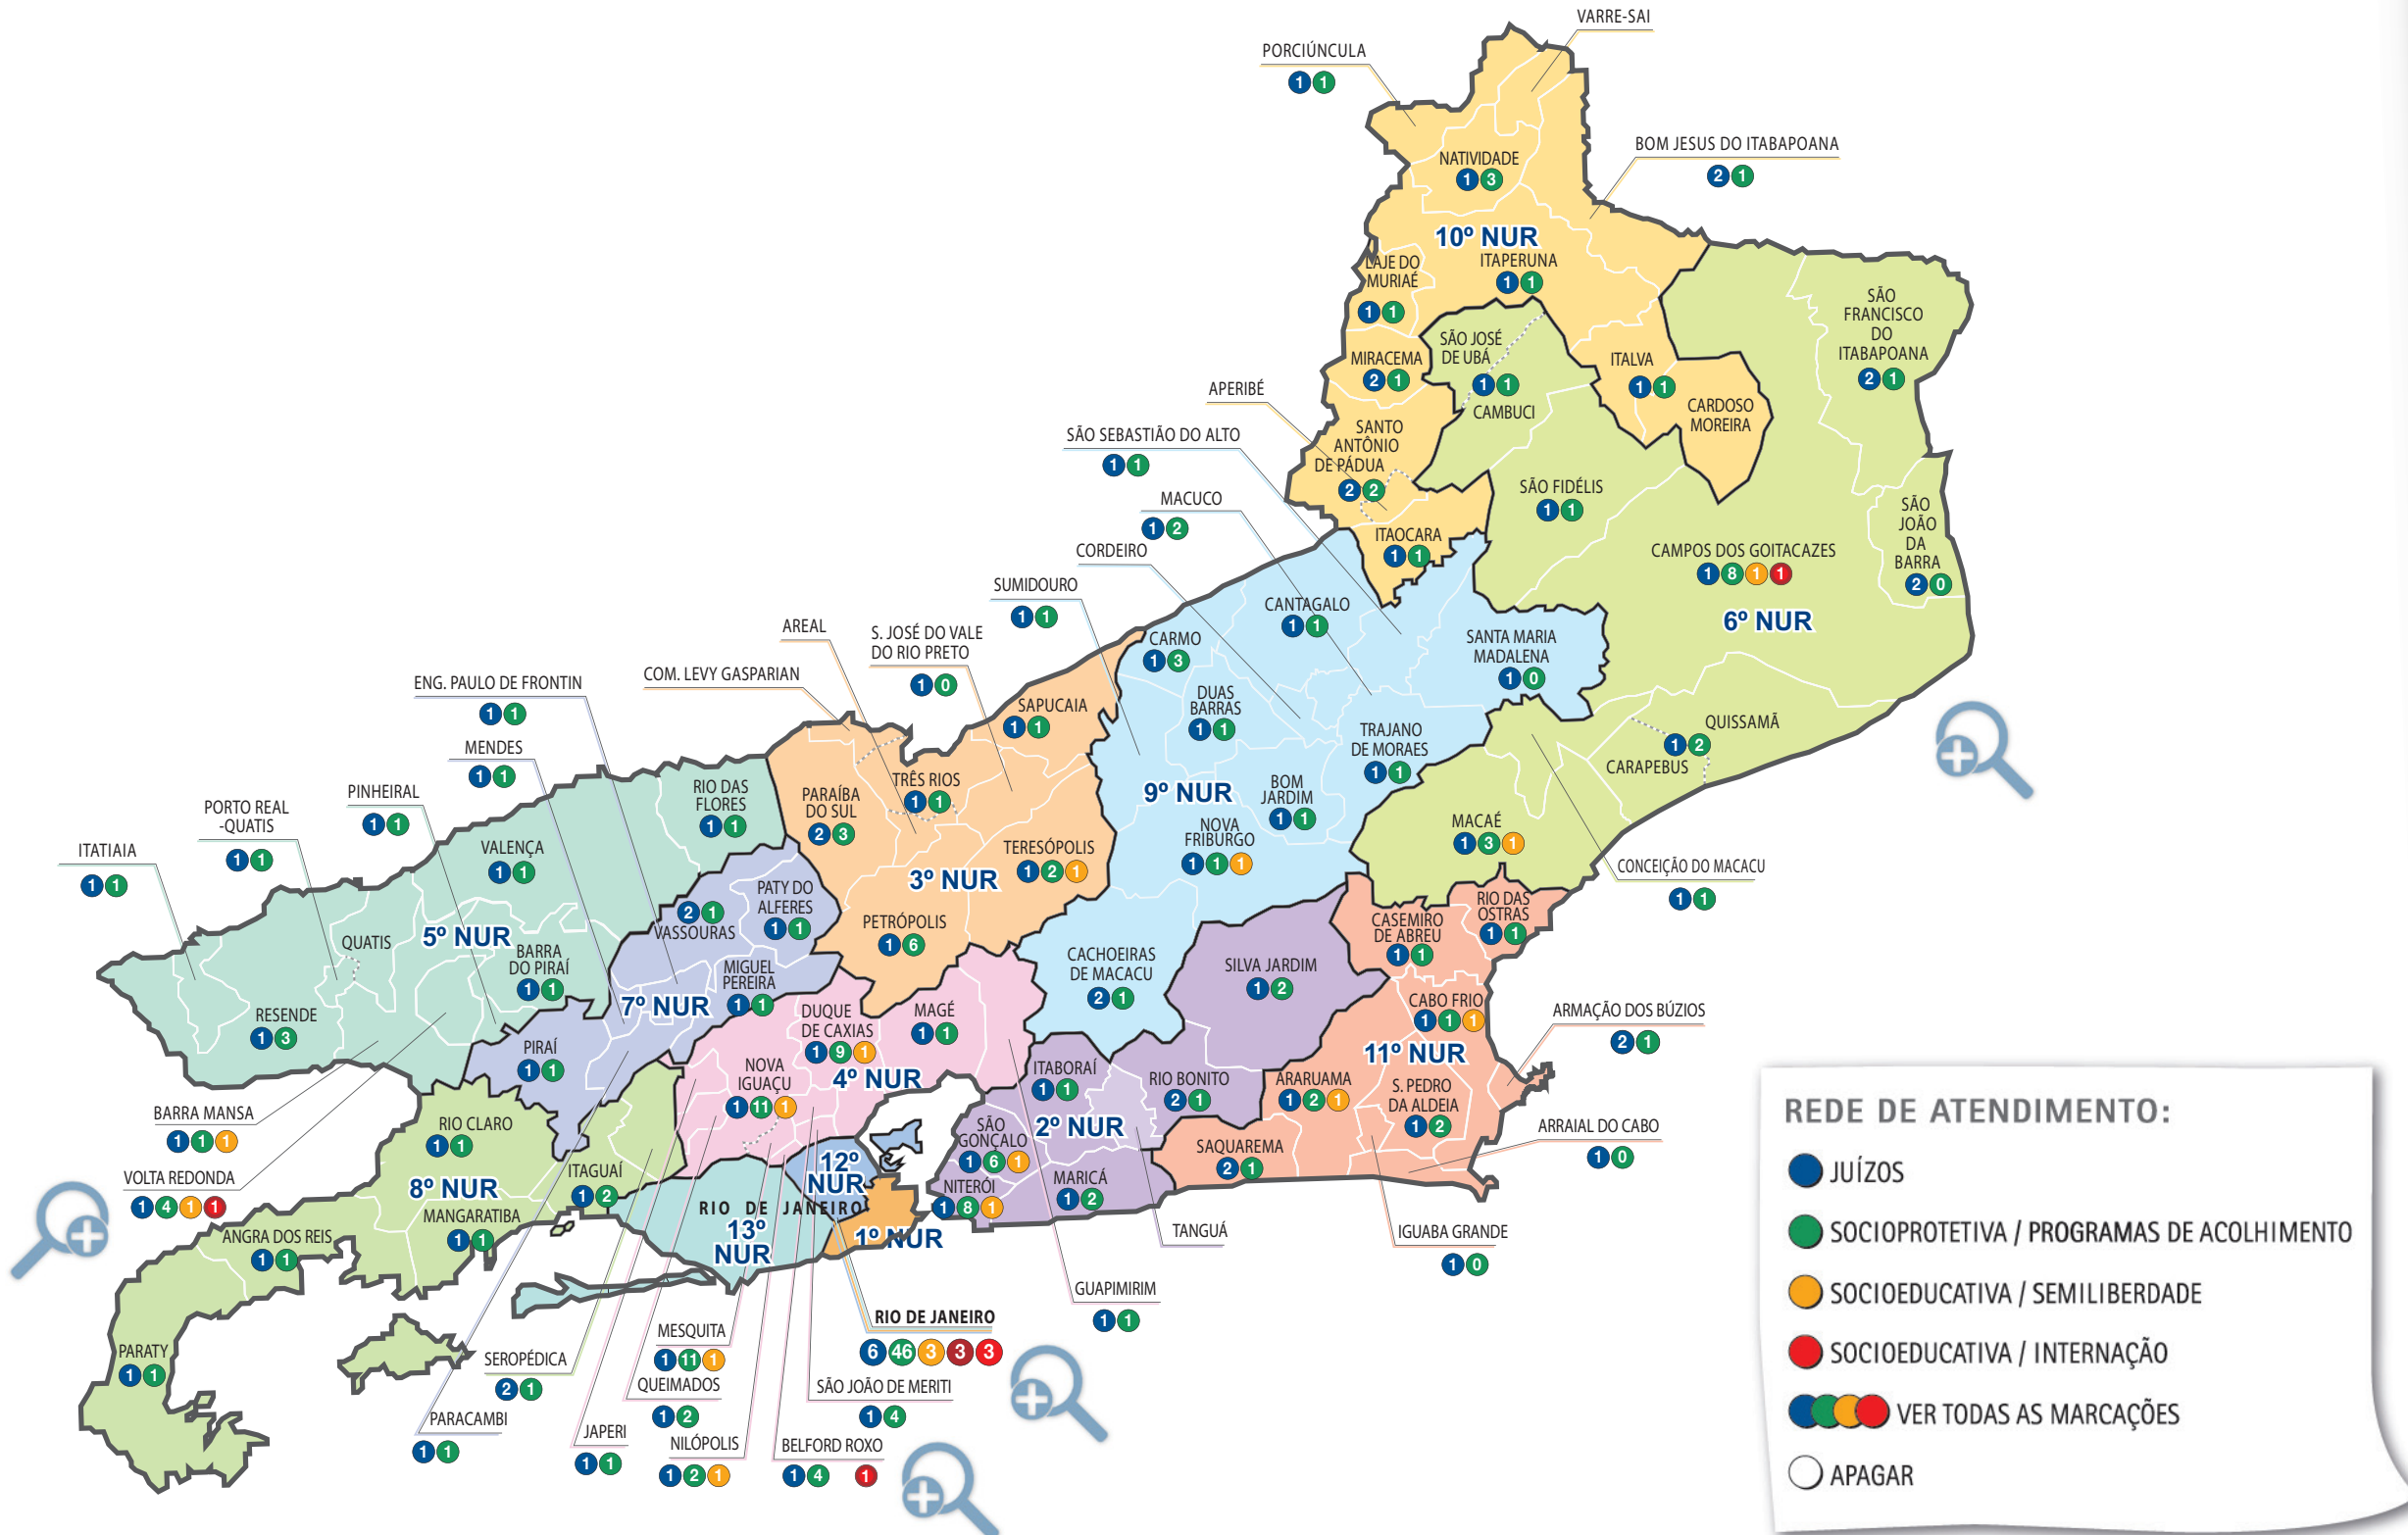 VARRE-SAI
PORCIÚNCULA
1 1
BOM JESUS DO ITABAPOANA
2 1
NATIVIDADE
1 3
10º NUR
LAJE DO
MURIAÉ
1 1
ITAPERUNA
1 1
SÃO
FRANCISCO
DO
ITABAPOANA
2 1
SÃO JOSÉ
DE UBÁ
1 1
CAMBUCI
MIRACEMA
2 1
ITALVA
1 1
CARDOSO
MOREIRA
APERIBÉ
SANTO
ANTÔNIO
DE PÁDUA
2 2
SÃO SEBASTIÃO DO ALTO
1 1
SÃO FIDÉLIS
1 1
MACUCO
1 2
ITAOCARA
1 1
SÃO
JOÃO
DA
BARRA
2 0
CAMPOS DOS GOITACAZES
1 8 1 1
6º NUR
CORDEIRO
SUMIDOURO
1 1
CANTAGALO
1 1
CARMO
1 3
SANTA MARIA
MADALENA
1 0
AREAL
S. JOSÉ DO VALE
DO RIO PRETO
1 0
COM. LEVY GASPARIAN
ENG. PAULO DE FRONTIN
1 1
SAPUCAIA
1 1
DUAS
BARRAS
1 1
TRAJANO
DE MORAES
1 1
QUISSAMÃ
1 2
CARAPEBUS
MENDES
1 1
PINHEIRAL
1 1
PORTO REAL
-QUATIS
1 1
ITATIAIA
1 1
RIO DAS
FLORES
1 1
PARAÍBA
DO SUL
2 3
TRÊS RIOS
1 1
9º NUR
BOM
JARDIM
1 1
NOVA
FRIBURGO
1 1 1
MACAÉ
1 3 1
CONCEIÇÃO DO MACACU
1 1
VALENÇA
1 1
TERESÓPOLIS
1 2 1
3º NUR
PATY DO
ALFERES
1 1
2 1
VASSOURAS
PETRÓPOLIS
1 6
QUATIS
5º NUR
BARRA
DO PIRAÍ
1 1
MIGUEL
PEREIRA
1 1
7º NUR
CACHOEIRAS
DE MACACU
2 1
SILVA JARDIM
1 2
CASEMIRO
DE ABREU
1 1
RIO DAS
OSTRAS
1 1
RESENDE
1 3
DUQUE
DE CAXIAS
1 9 1
MAGÉ
1 1
CABO FRIO
1 1 1
11º NUR
ARMAÇÃO DOS BÚZIOS
2 1
PIRAÍ
1 1
NOVA
IGUAÇU
1 11 1
4º NUR
ITABORAÍ
1 1
RIO BONITO
2 1
ARARUAMA
1 2 1
S. PEDRO
DA ALDEIA
1 2
BARRA MANSA
1 1 1
RIO CLARO
1 1
SÃO
GONÇALO
1 6 1
2º NUR
ARRAIAL DO CABO
1 0
SAQUAREMA
2 1
VOLTA REDONDA
1 4 1 1
8º NUR
ITAGUAÍ
1 2
12º
NUR
NITERÓI
1 8 1
MARICÁ
1 2
MANGARATIBA
1 1
RIO DE JANEIRO
13º
NUR
1º NUR
ANGRA DOS REIS
1 1
TANGUÁ
IGUABA GRANDE
1 0
GUAPIMIRIM
1 1
RIO DE JANEIRO
6 46 3 3 3
MESQUITA
1 11 1
PARATY
1 1
SEROPÉDICA
2 1
QUEIMADOS
1 2
SÃO JOÃO DE MERITI
1 4
PARACAMBI
1 1
JAPERI
1 1
NILÓPOLIS
1 2 1
BELFORD ROXO
1 4 1
REDE DE ATENDIMENTO:
JUÍZOS
SOCIOPROTETIVA / PROGRAMAS DE ACOLHIMENTO
SOCIOEDUCATIVA / SEMILIBERDADE
SOCIOEDUCATIVA / INTERNAÇÃO
VER TODAS AS MARCAÇÕES
APAGAR